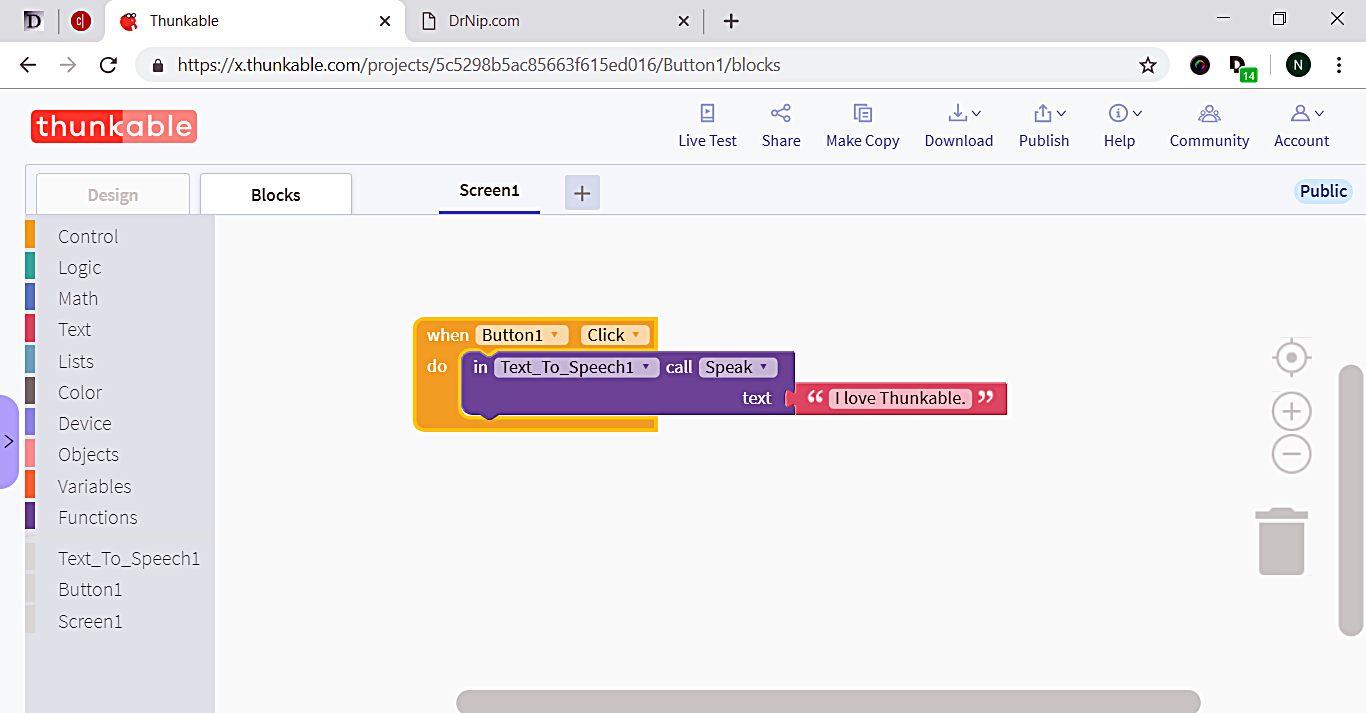 Thunkable
DrNip.com
https://x.thunkable.com/projects/5c5298b5ac85663f615ed016/Button1/blocks
14
N
thunkable
Live Test
Share
Make Copy
Download
Publish
Help
Community
Account
Design
Blocks
Screen1
Public
Control
Logic
Math
Text
Lists
Color
Device
Objects
Variables
Functions
Text_To_Speech1
Button1
Screen1
when Button1 Click
do in Text_To_Speech1 call Speak
text “ I love Thunkable. ”